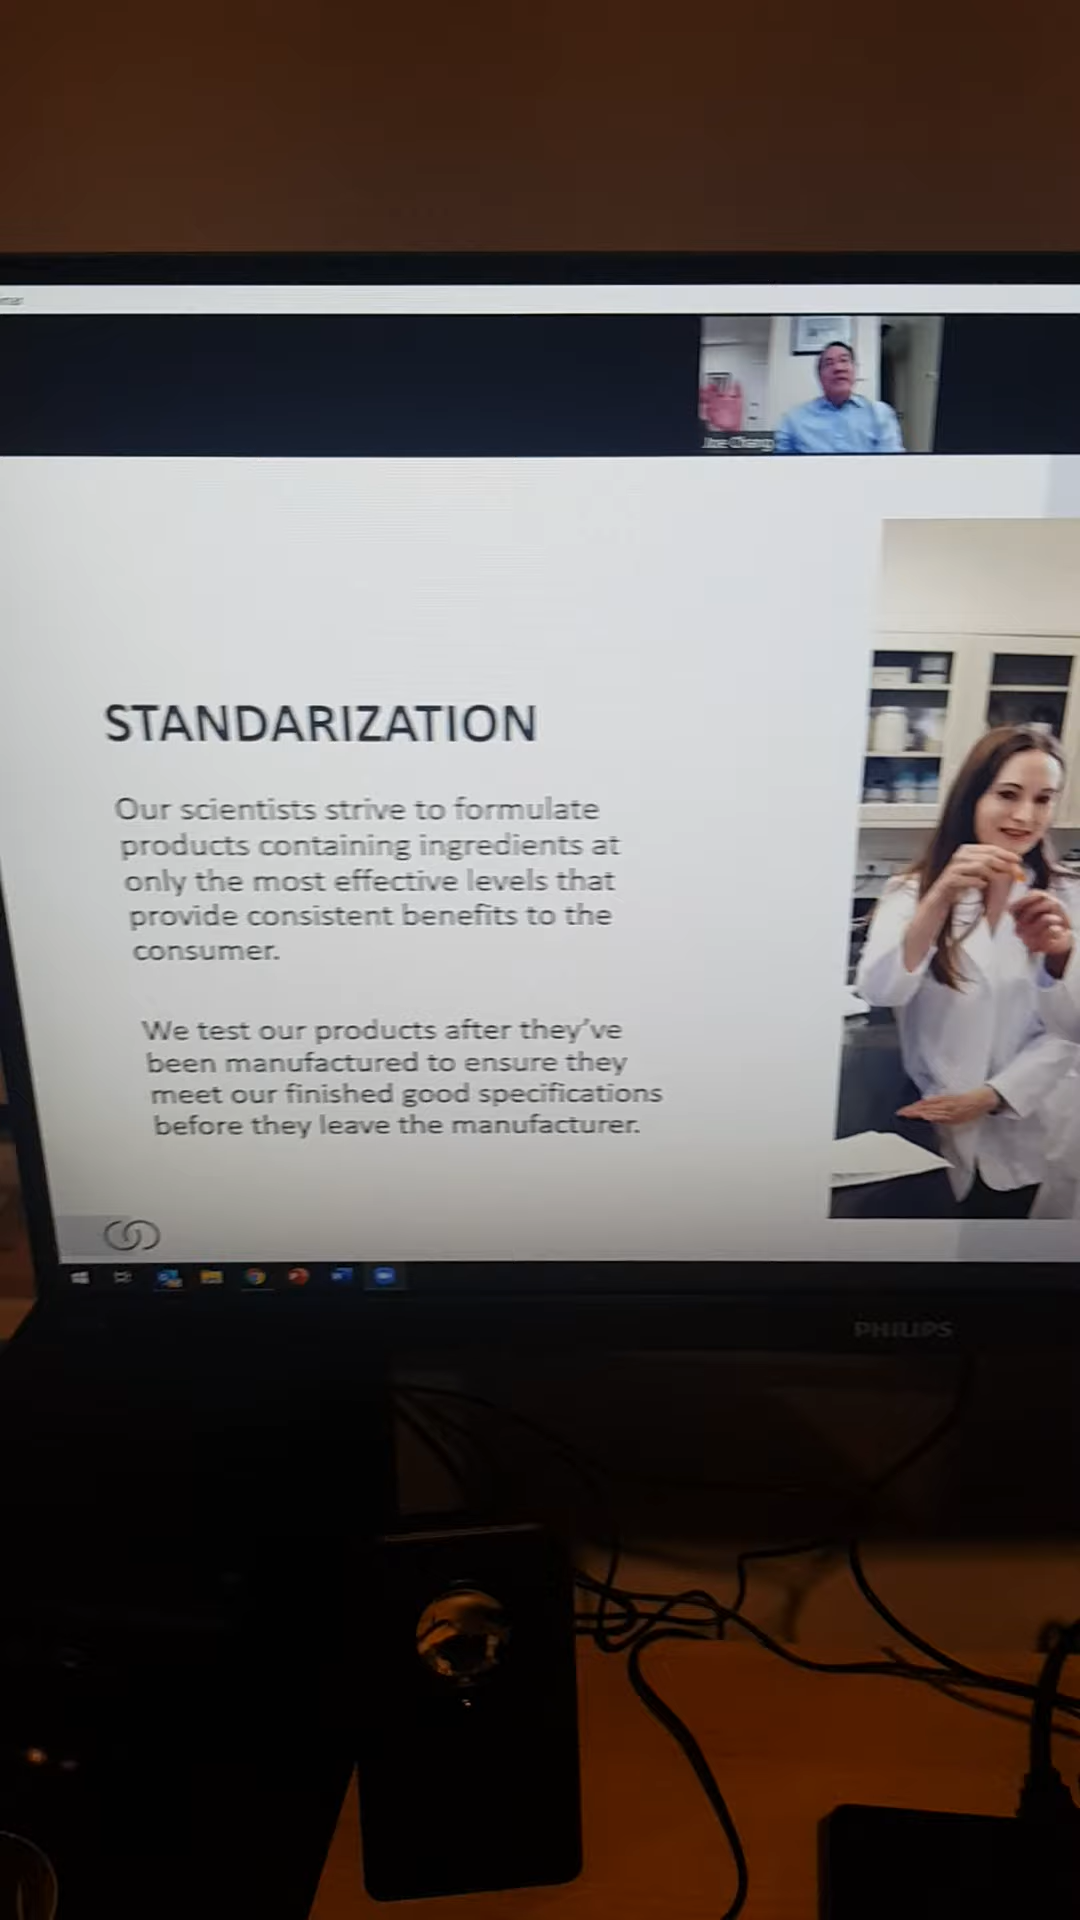 Joe Chang
STANDARIZATION
Our scientists strive to formulate
products containing ingredients at
only the most effective levels that
provide consistent benefits to the
consumer.
We test our products after they've
been manufactured to ensure they
meet our finished good specifications
before they leave the manufacturer.
PHILIPS